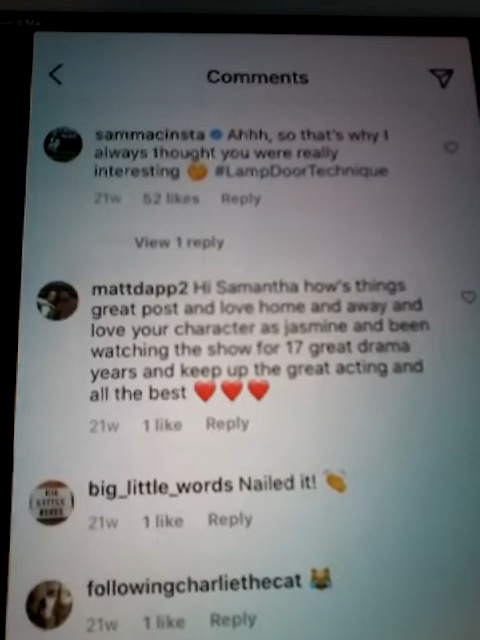 Comments
sammacinsta Ahhh, so that's why I
always thought you were really
interesting 😍 #LampDoorTechnique
21w 52 likes Reply
View 1 reply
mattdapp2 Hi Samantha how's things
great post and love home and away and
love your character as jasmine and been
watching the show for 17 great drama
years and keep up the great acting and
all the best ❤️❤️❤️
21w 1 like Reply
big_little_words Nailed it! 👏
21w 1 like Reply
followingcharliethecat 😹
21w 1 like Reply